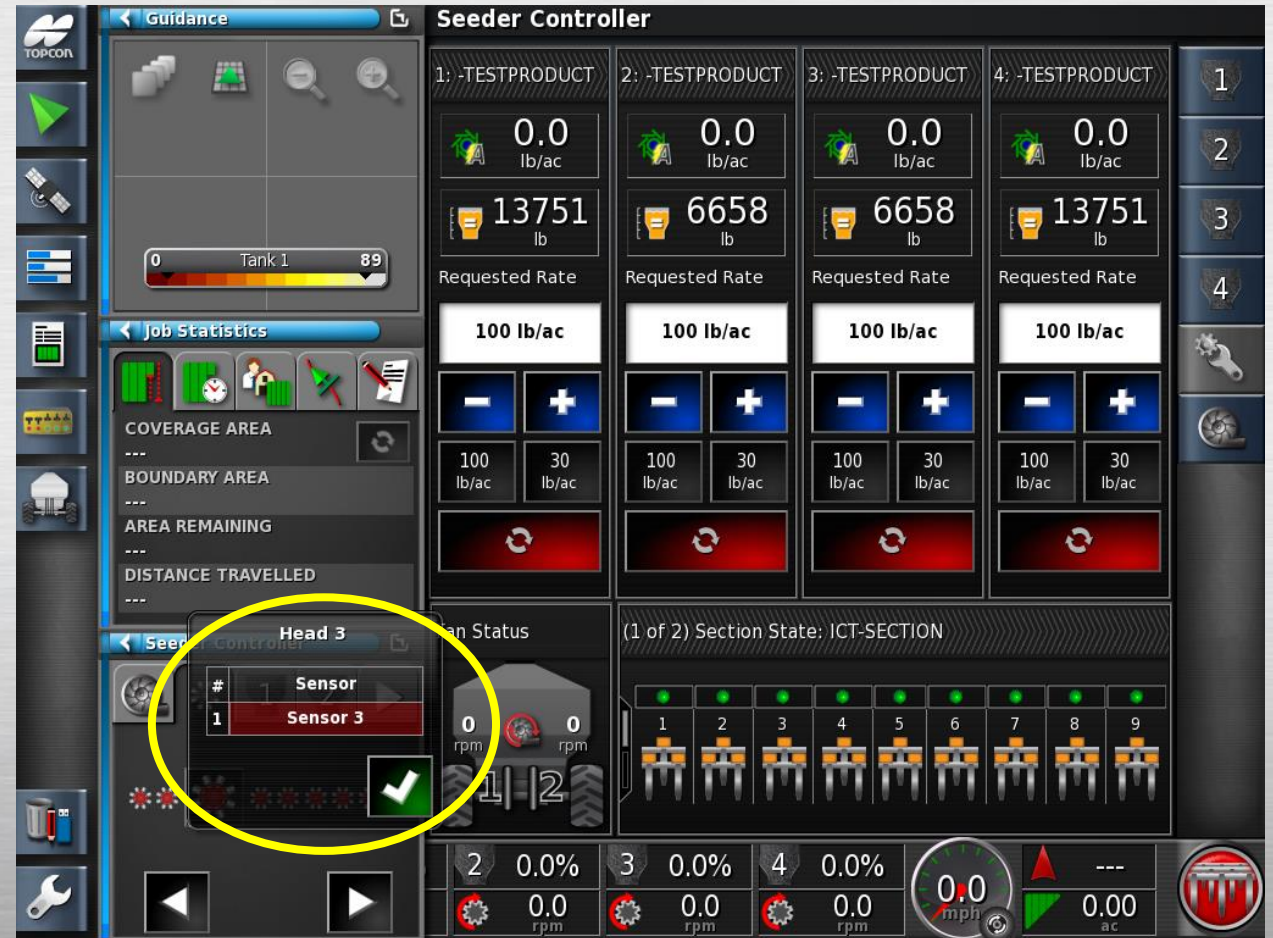 TOPCON
Guidance
Seeder Controller
1: -TESTPRODUCT
2: -TESTPRODUCT
3: -TESTPRODUCT
4: -TESTPRODUCT
1
2
3
4
0.0
lb/ac
0.0
lb/ac
0.0
lb/ac
0.0
lb/ac
13751
lb
6658
lb
6658
lb
13751
lb
0 Tank 1 89
Requested Rate
Requested Rate
Requested Rate
Requested Rate
100 lb/ac
100 lb/ac
100 lb/ac
100 lb/ac
100
lb/ac
30
lb/ac
100
lb/ac
30
lb/ac
100
lb/ac
30
lb/ac
100
lb/ac
30
lb/ac
Job Statistics
COVERAGE AREA
---
BOUNDARY AREA
---
AREA REMAINING
---
DISTANCE TRAVELLED
---
Seeder Controller
1 2
Head 3
# Sensor
1 Sensor 3
Fan Status
0
rpm
0
rpm
1 2
(1 of 2) Section State: ICT-SECTION
1 2 3 4 5 6 7 8 9
2 0.0% 3 0.0% 4 0.0%
0.0
rpm
0.0
rpm
0.0
rpm
0.0
mph
---
0.00
ac